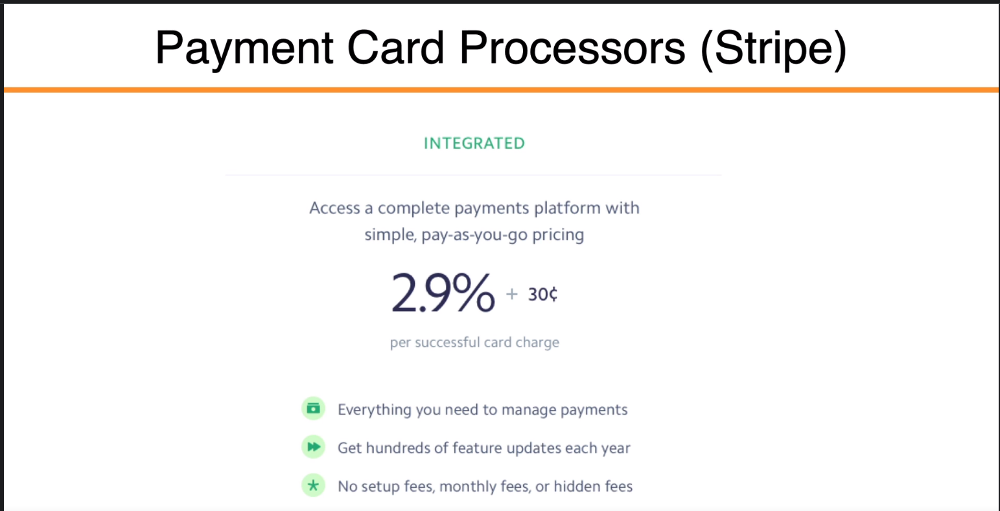 Payment Card Processors (Stripe)
INTEGRATED
Access a complete payments platform with
simple, pay-as-you-go pricing
2.9% + 30¢
per successful card charge
Everything you need to manage payments
Get hundreds of feature updates each year
No setup fees, monthly fees, or hidden fees